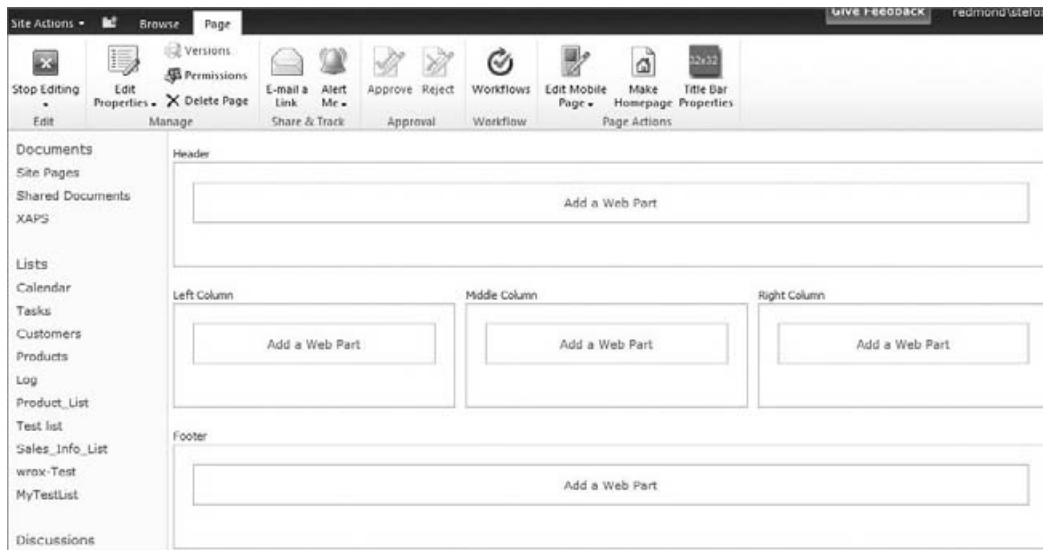 Site Actions Browse Page Give Feedback redmond\stefox
Versions
Permissions
Delete Page
Stop Editing
Edit Properties
E-mail a Link
Alert Me
Approve
Reject
Workflows
Edit Mobile Page
Make Homepage
32x32
Title Bar Properties
Edit
Manage
Share & Track
Approval
Workflow
Page Actions
Documents
Site Pages
Shared Documents
XAPS
Lists
Calendar
Tasks
Customers
Products
Log
Product_List
Test list
Sales_Info_List
wrox-Test
MyTestList
Discussions
Header
Add a Web Part
Left Column
Add a Web Part
Middle Column
Add a Web Part
Right Column
Add a Web Part
Footer
Add a Web Part